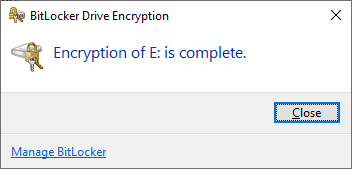 BitLocker Drive Encryption
Encryption of E: is complete.
Close
Manage BitLocker